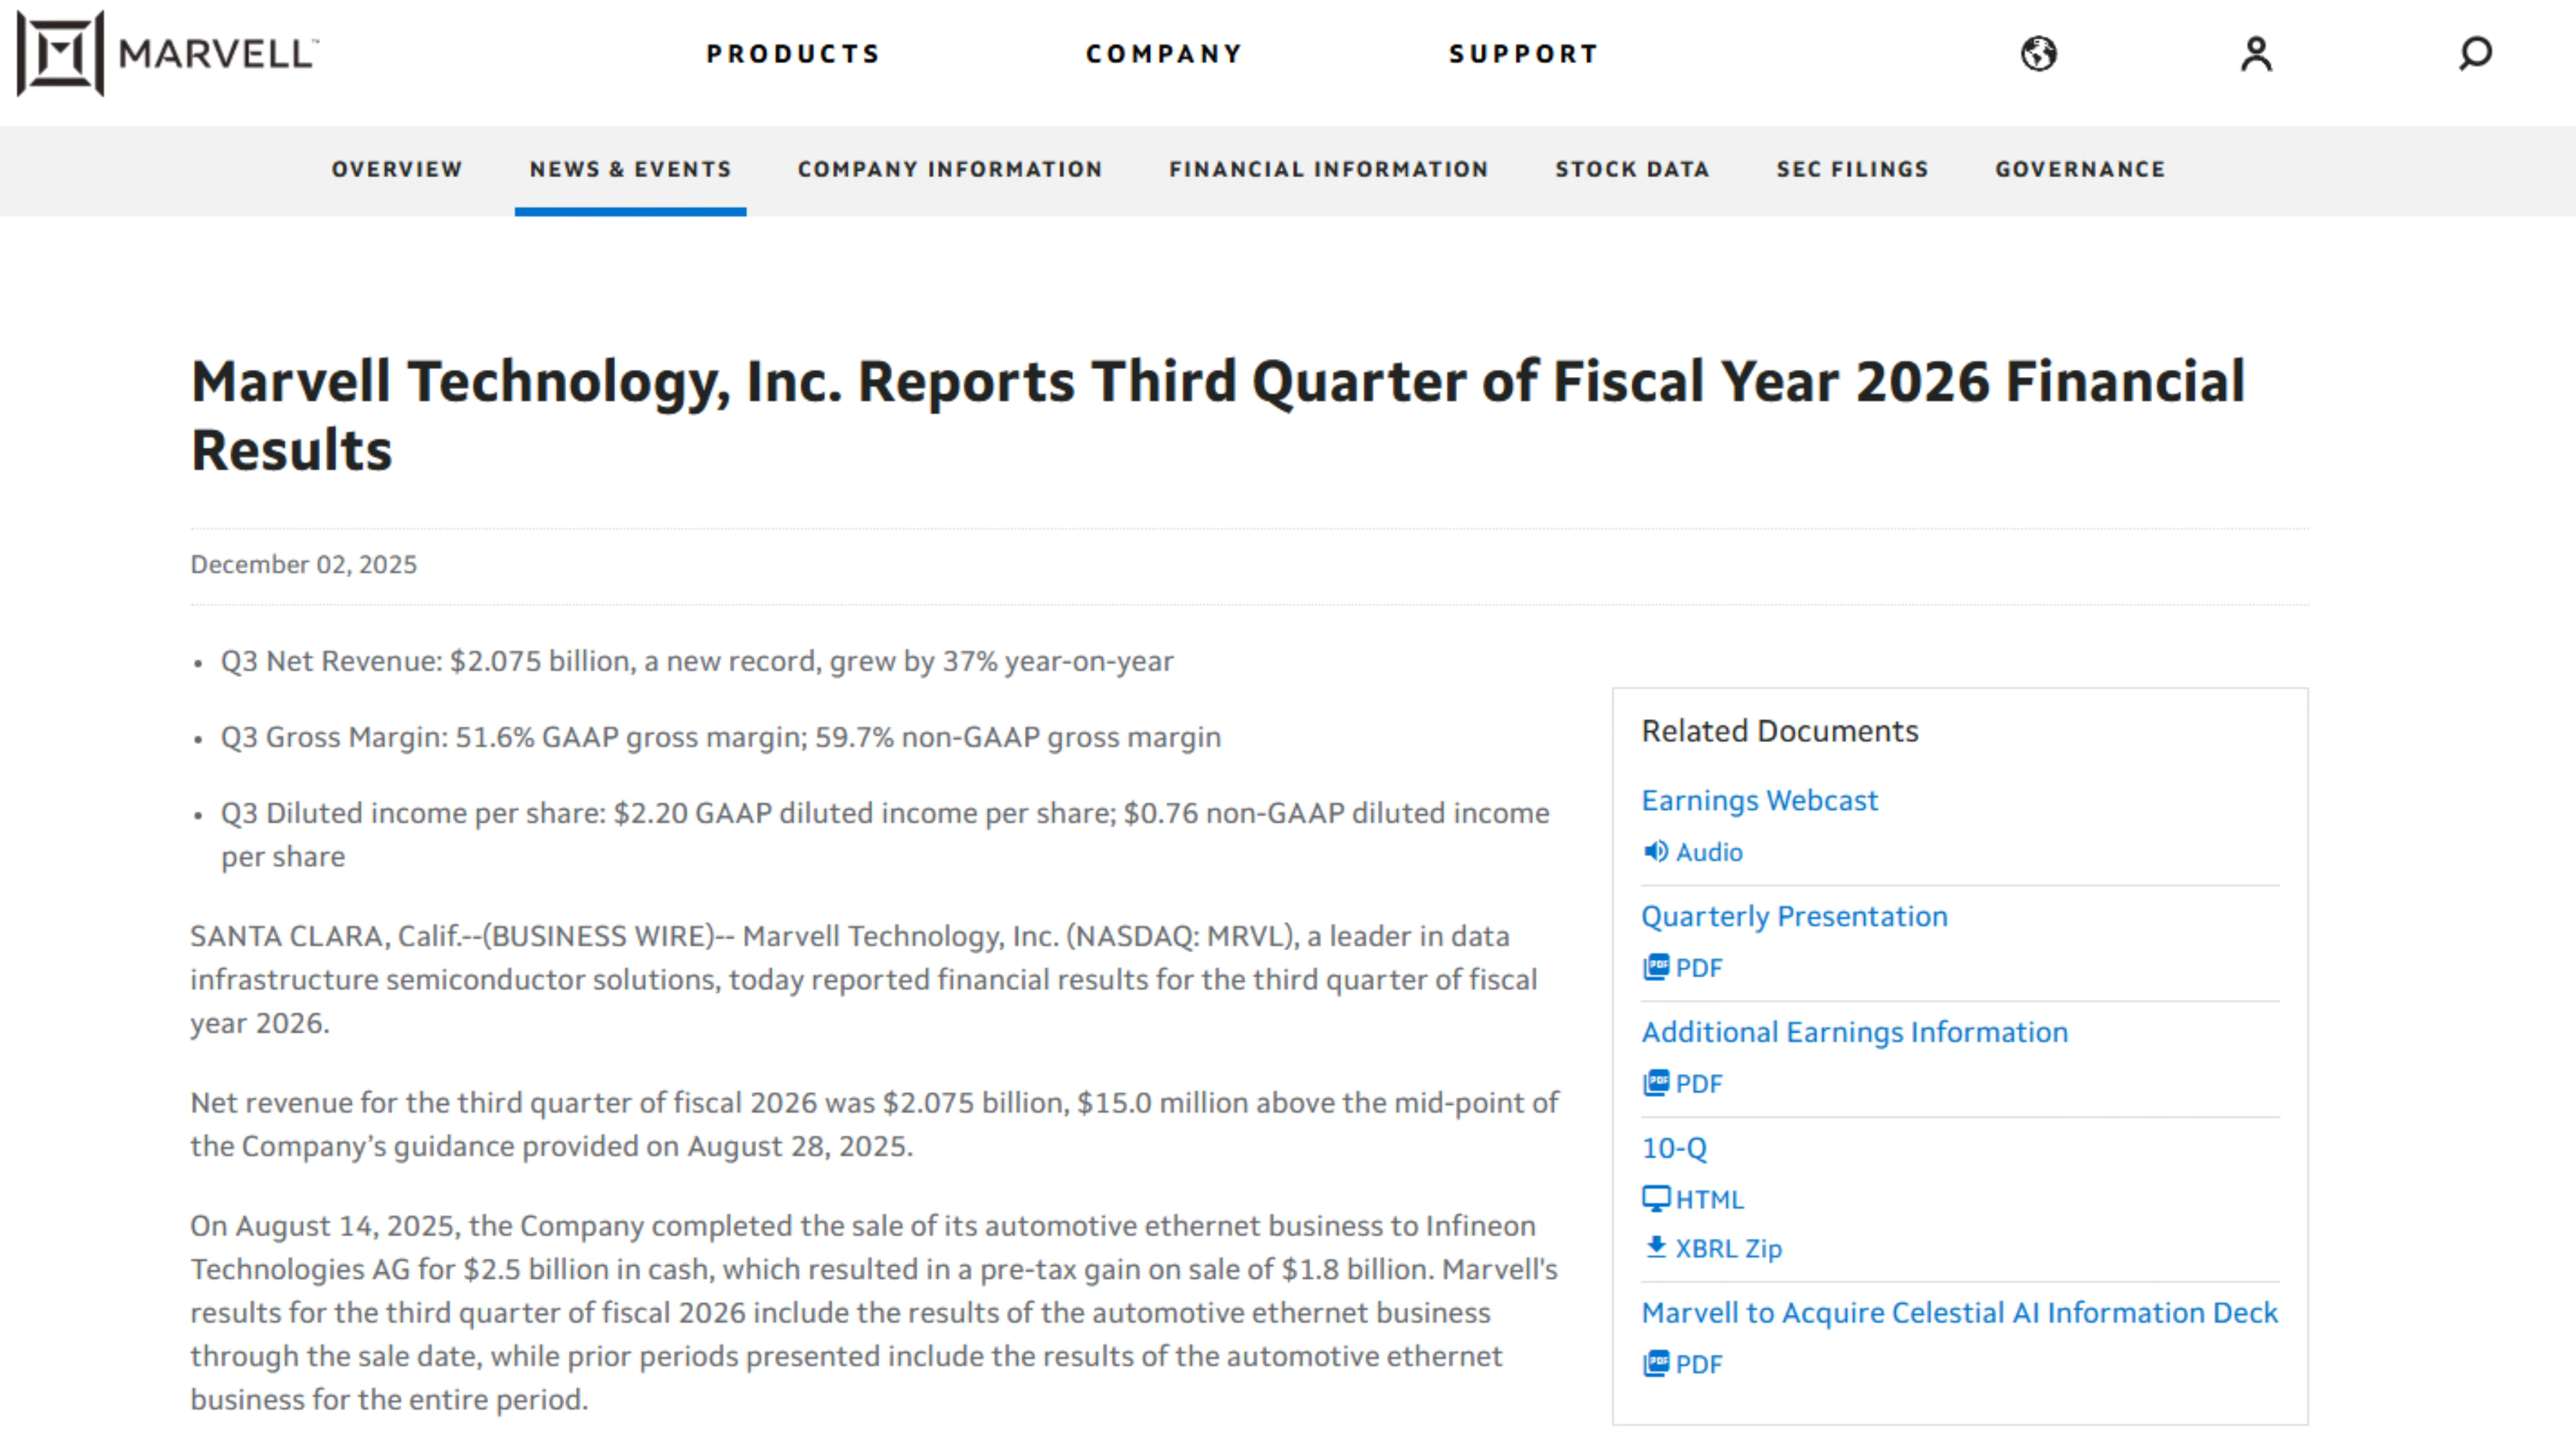 MARVELL™
PRODUCTS
COMPANY
SUPPORT
OVERVIEW
NEWS & EVENTS
COMPANY INFORMATION
FINANCIAL INFORMATION
STOCK DATA
SEC FILINGS
GOVERNANCE
Marvell Technology, Inc. Reports Third Quarter of Fiscal Year 2026 Financial
Results
December 02, 2025
• Q3 Net Revenue: $2.075 billion, a new record, grew by 37% year-on-year
• Q3 Gross Margin: 51.6% GAAP gross margin; 59.7% non-GAAP gross margin
• Q3 Diluted income per share: $2.20 GAAP diluted income per share; $0.76 non-GAAP diluted income
per share
SANTA CLARA, Calif.--(BUSINESS WIRE)-- Marvell Technology, Inc. (NASDAQ: MRVL), a leader in data
infrastructure semiconductor solutions, today reported financial results for the third quarter of fiscal
year 2026.
Net revenue for the third quarter of fiscal 2026 was $2.075 billion, $15.0 million above the mid-point of
the Company’s guidance provided on August 28, 2025.
On August 14, 2025, the Company completed the sale of its automotive ethernet business to Infineon
Technologies AG for $2.5 billion in cash, which resulted in a pre-tax gain on sale of $1.8 billion. Marvell's
results for the third quarter of fiscal 2026 include the results of the automotive ethernet business
through the sale date, while prior periods presented include the results of the automotive ethernet
business for the entire period.
Related Documents
Earnings Webcast
Audio
Quarterly Presentation
PDF
Additional Earnings Information
PDF
10-Q
HTML
XBRL Zip
Marvell to Acquire Celestial AI Information Deck
PDF